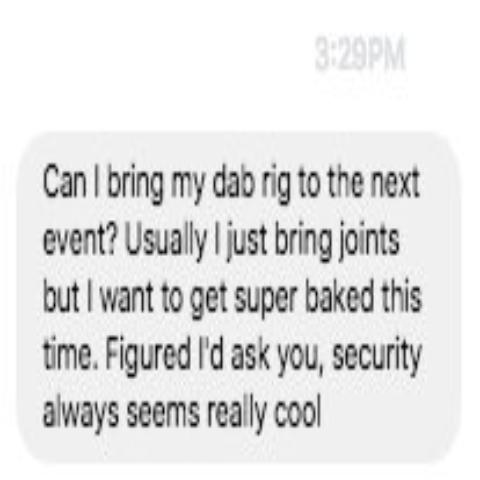 3:29PM
Can I bring my dab rig to the next
event? Usually I just bring joints
but I want to get super baked this
time. Figured I'd ask you, security
always seems really cool